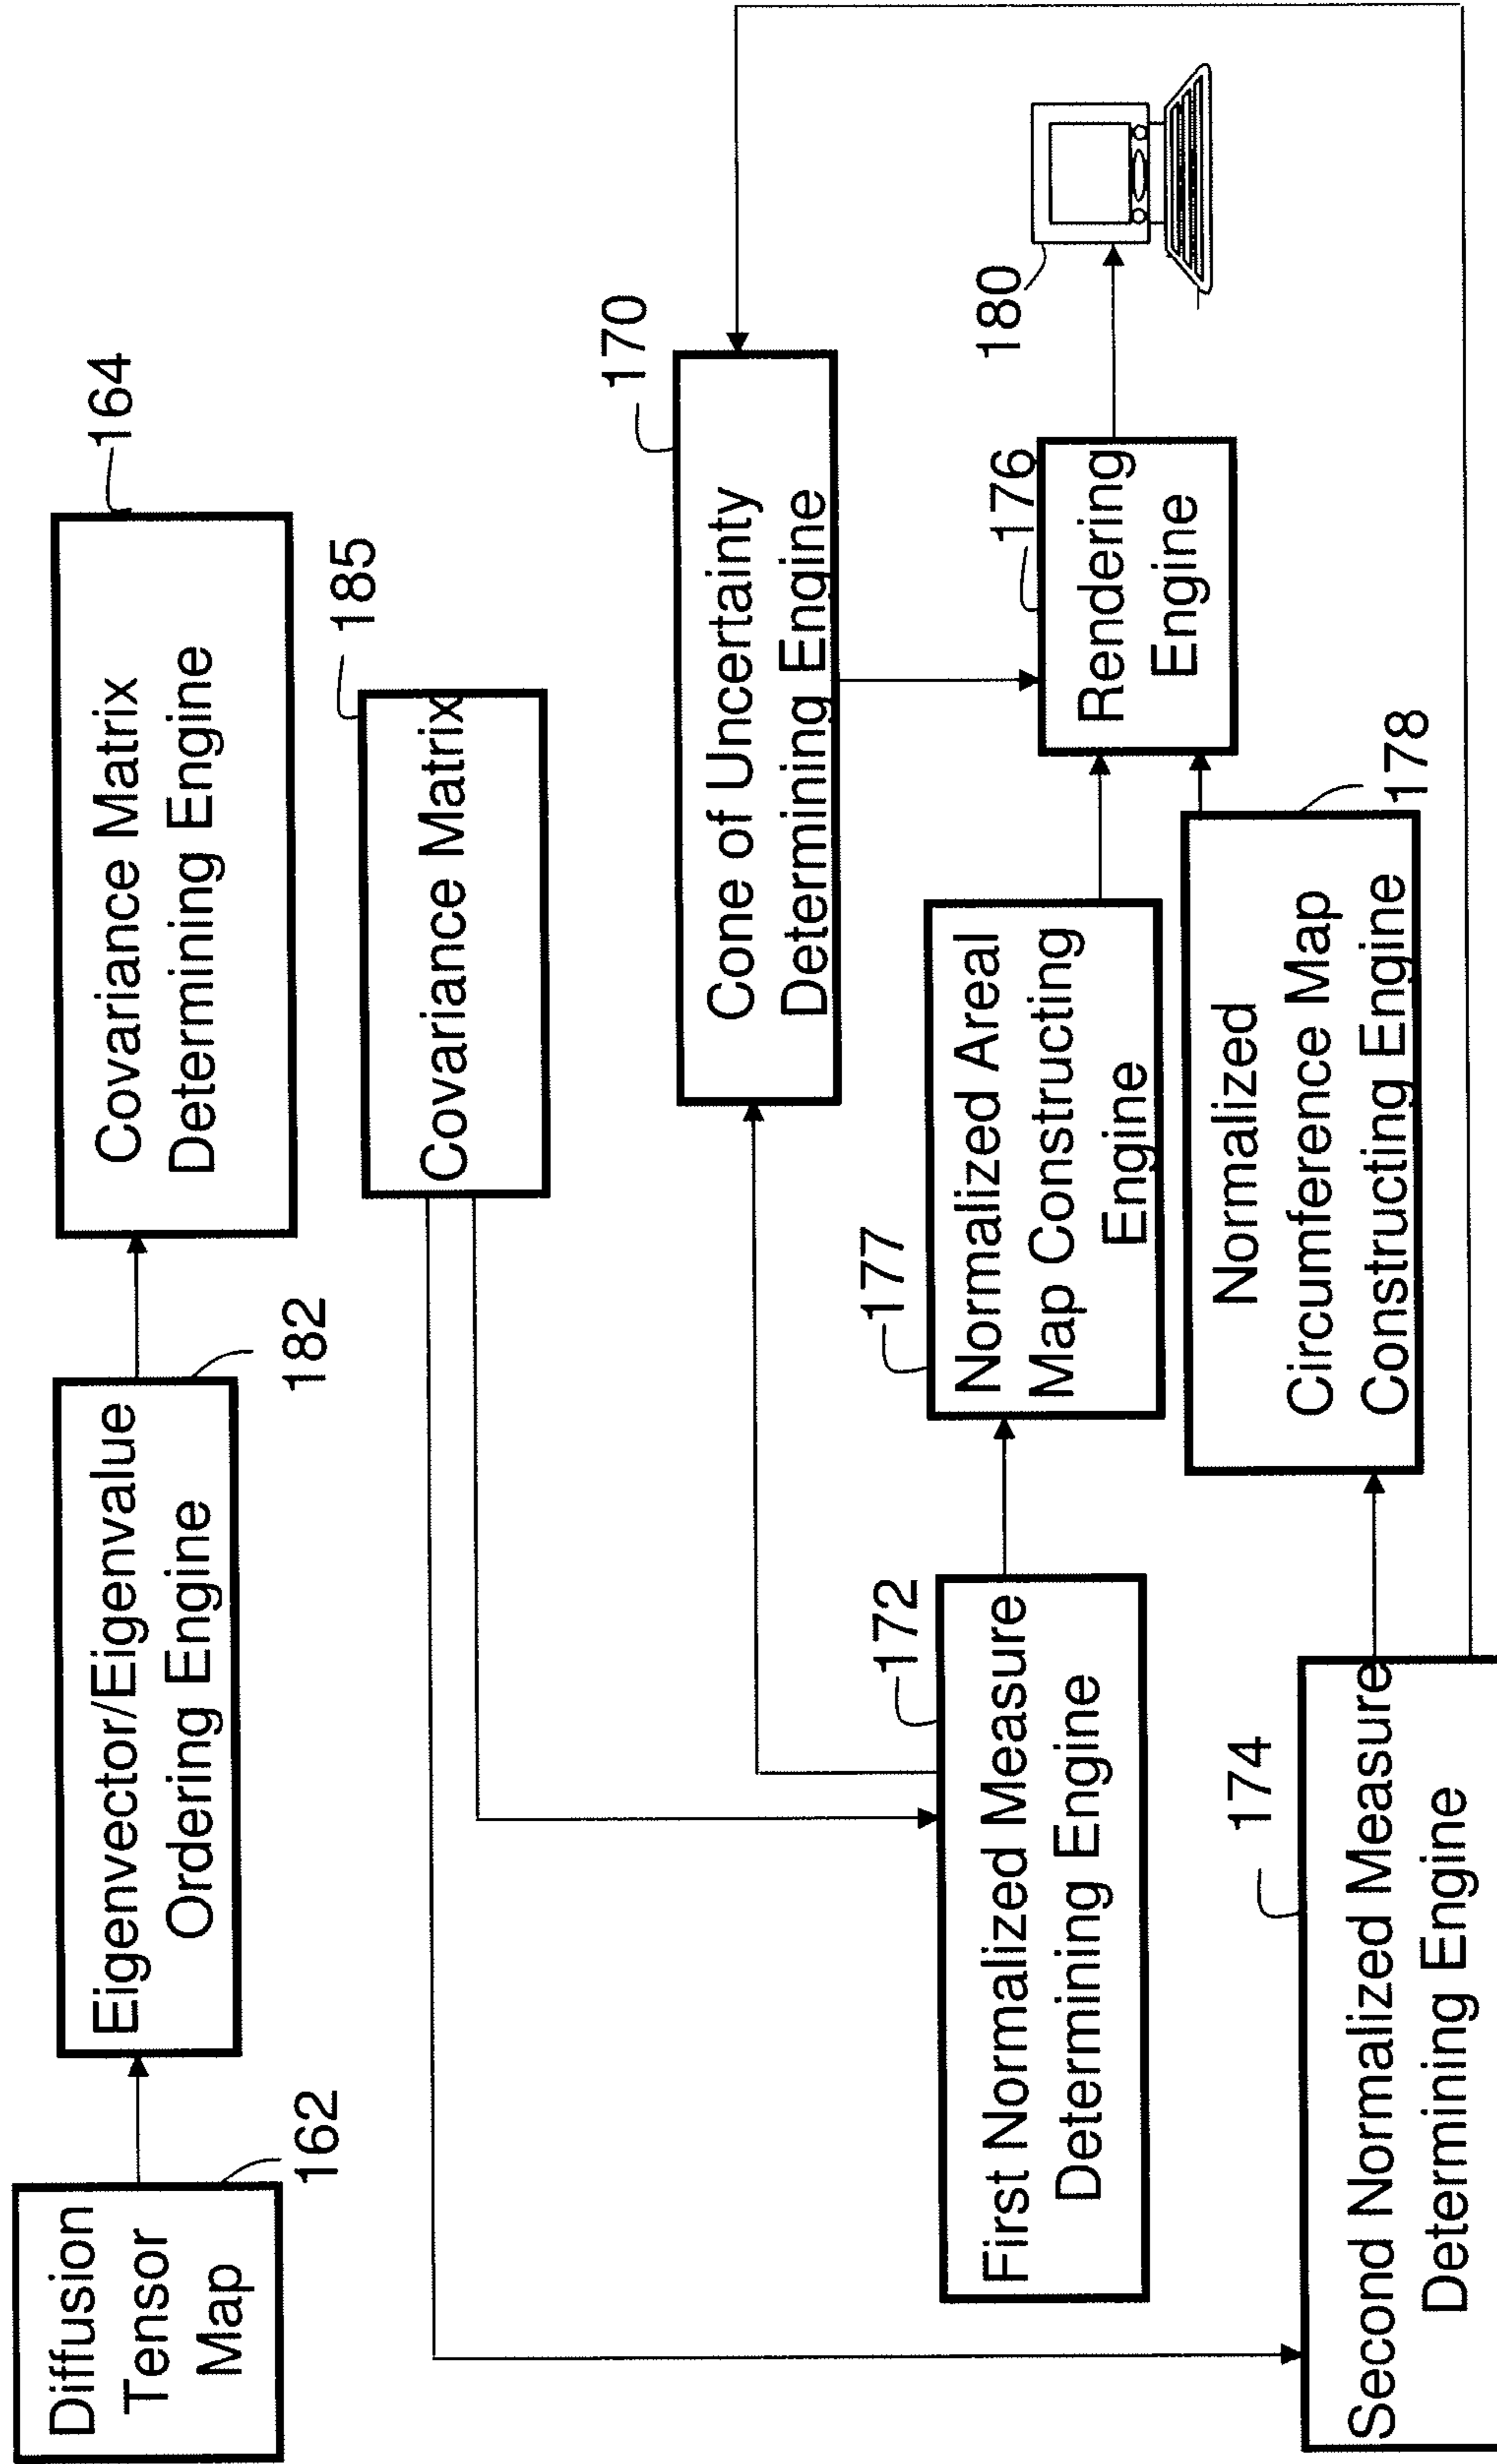 Diffusion
Tensor
Map
162
Eigenvector/Eigenvalue
Ordering Engine
182
Covariance Matrix
Determining Engine
164
Covariance Matrix
185
Cone of Uncertainty
Determining Engine
170
First Normalized Measure
Determining Engine
172
Normalized Areal
Map Constructing
Engine
177
Rendering
Engine
176
180
Second Normalized Measure
Determining Engine
174
Normalized
Circumference Map
Constructing Engine
178